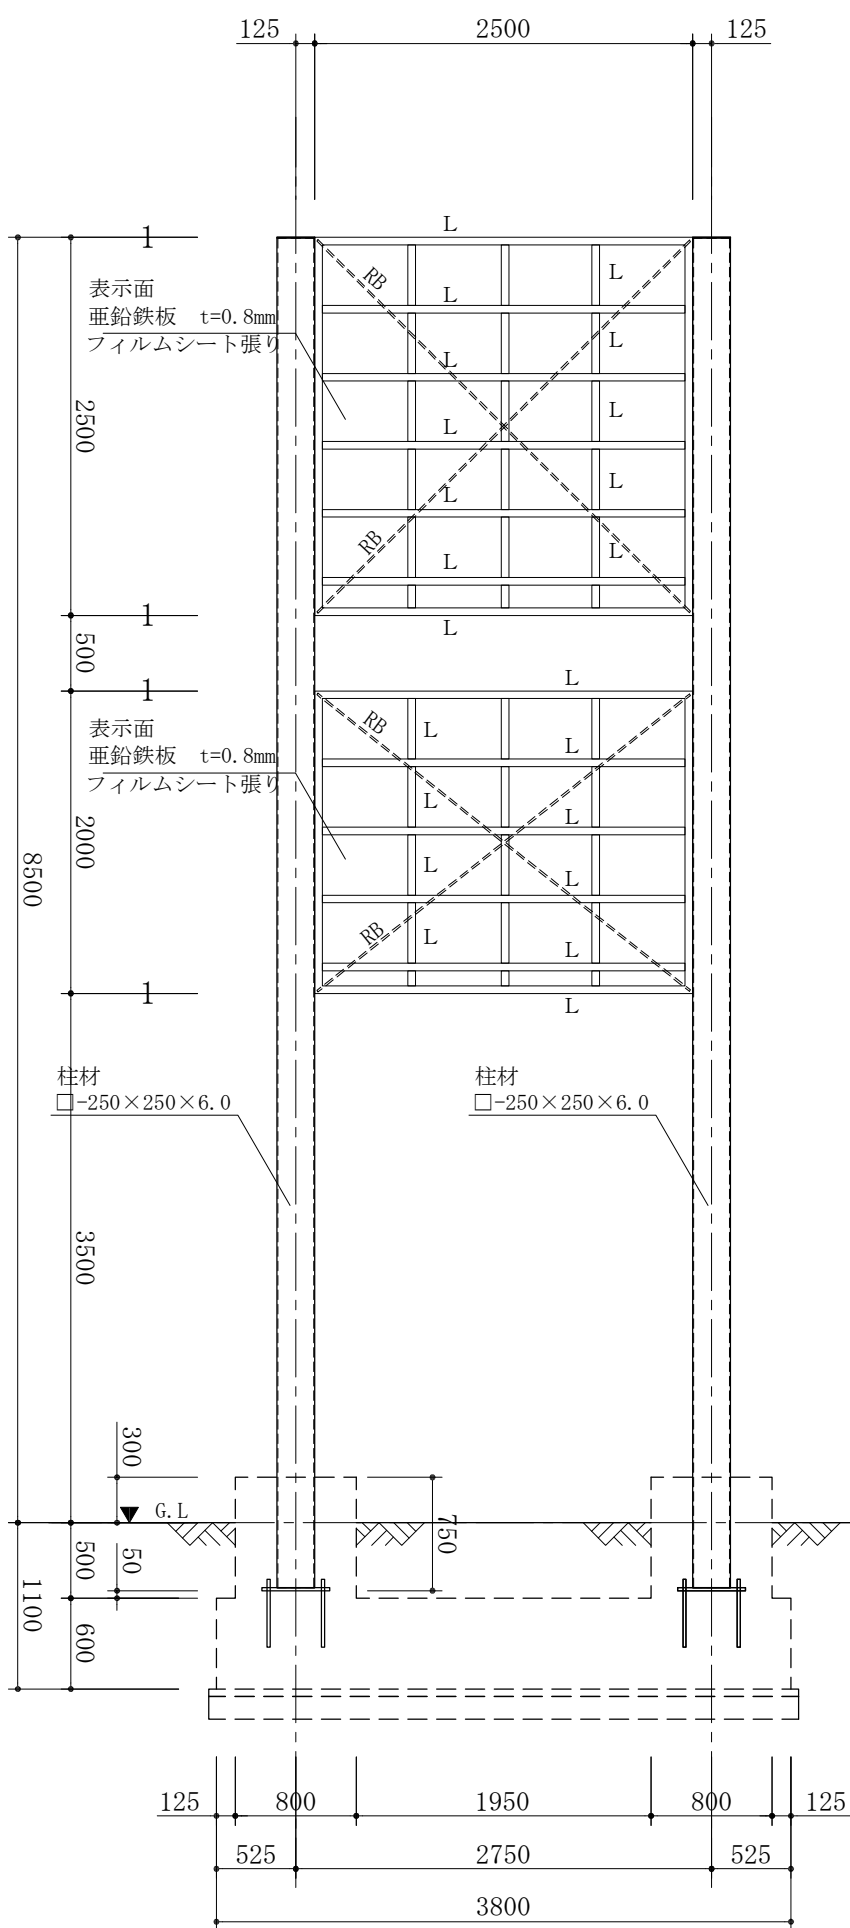 125
2500
125
L
1
RB
L
L
表示面
亜鉛鉄板 t=0.8mm
フィルムシート張り
L
L
2500
L
L
L
L
RB
L
L
1
L
500
L
1
RB
L
L
表示面
亜鉛鉄板 t=0.8mm
フィルムシート張り
L
L
2000
8500
L
L
RB
L
L
1
L
柱材
□-250×250×6.0
柱材
□-250×250×6.0
3500
300
G.L
750
500
50
1100
600
125
800
1950
800
125
525
2750
525
3800